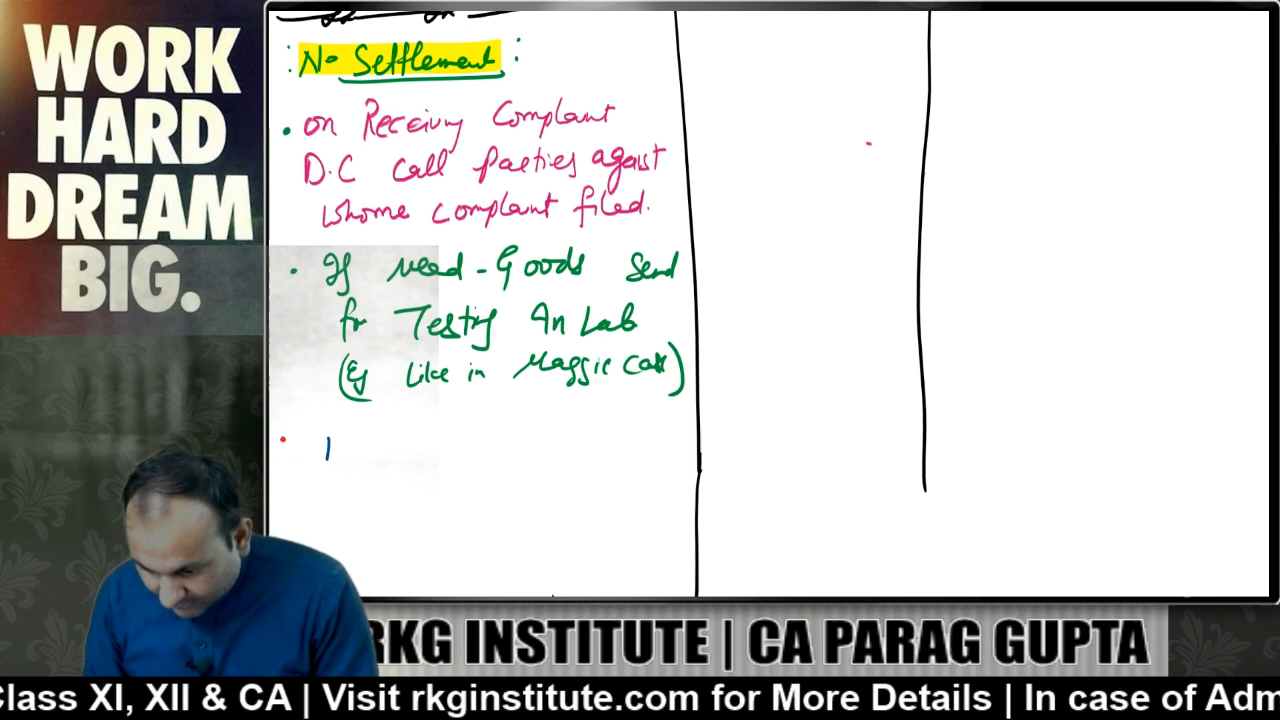 WORK
HARD
DREAM
BIG.
: No Settlement :
• on Receiving Complaint
D.C call parties against
whome complaint filed.
• If need - Goods send
for Testing In Lab
(Eg like in Maggie case)
•
RKG INSTITUTE | CA PARAG GUPTA
Class XI, XII & CA | Visit rkginstitute.com for More Details | In case of Adm